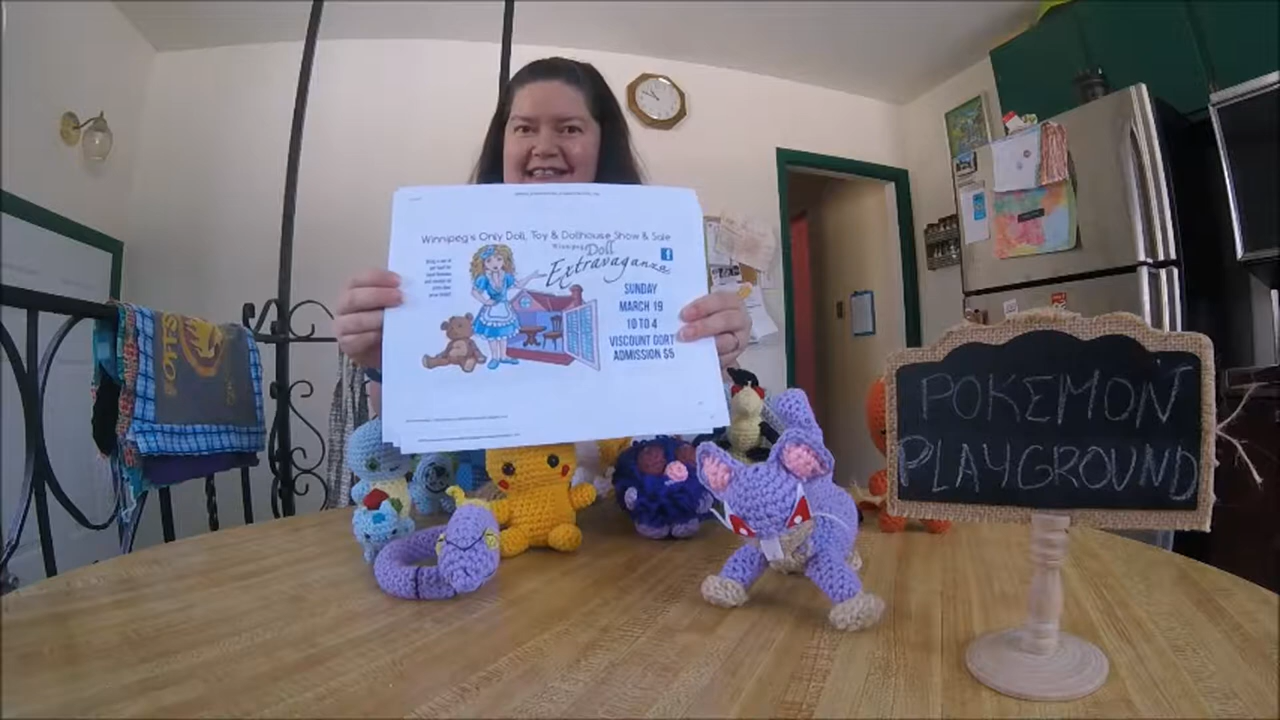 Winnipeg's Only Doll, Toy & Dollhouse Show & Sale
Winnipeg
Doll
Extravaganza
f
SUNDAY
MARCH 19
10 TO 4
VISCOUNT GORT
ADMISSION $5
POKEMON
PLAYGROUND